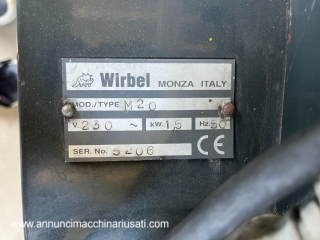 Wirbel MONZA ITALY
MOD./TYPE M20
V. 230 ~ kW. 1,5 Hz. 50
SER. No. 5206 CE
www.annuncimacchinariusati.com